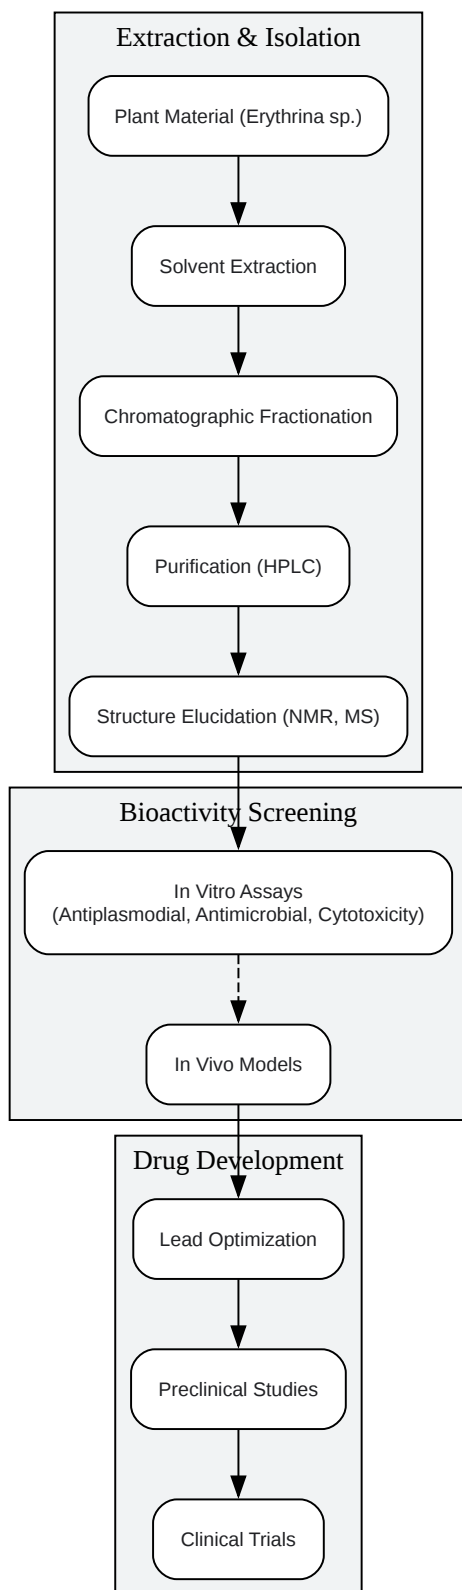 Extraction & Isolation
Plant Material (Erythrina sp.)
Solvent Extraction
Chromatographic Fractionation
Purification (HPLC)
Structure Elucidation (NMR, MS)
Bioactivity Screening
In Vitro Assays
(Antiplasmodial, Antimicrobial, Cytotoxicity)
In Vivo Models
Drug Development
Lead Optimization
Preclinical Studies
Clinical Trials